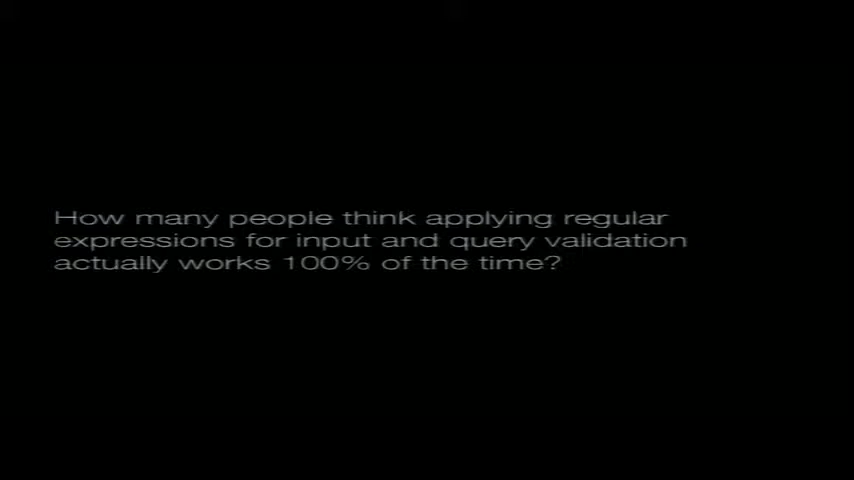 How many people think applying regular
expressions for input and query validation
actually works 100% of the time?